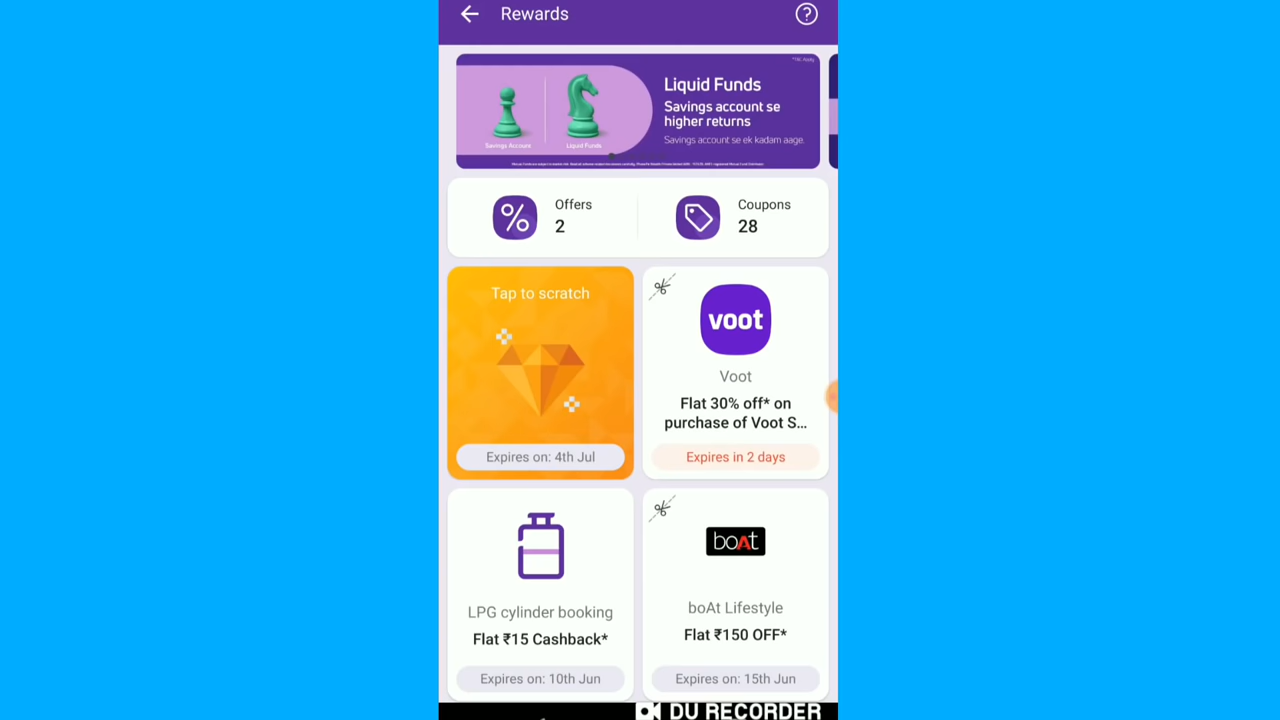 Rewards
Liquid Funds
Savings account se
higher returns
Savings account se ek kadam aage.
Savings Account
Liquid Funds
Offers
2
Coupons
28
Tap to scratch
Expires on: 4th Jul
voot
Voot
Flat 30% off* on
purchase of Voot S...
Expires in 2 days
LPG cylinder booking
Flat ₹15 Cashback*
Expires on: 10th Jun
boAt
boAt Lifestyle
Flat ₹150 OFF*
Expires on: 15th Jun
DU RECORDER